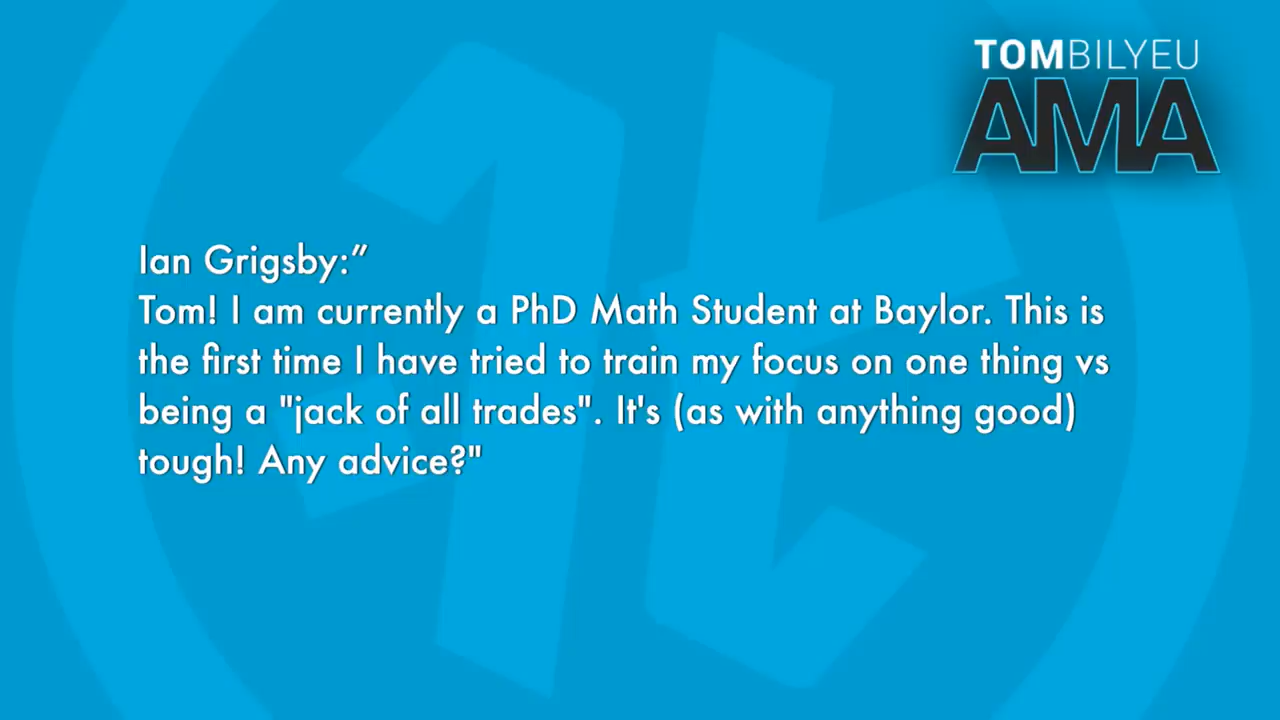 TOMBILYEU
AMA
Ian Grigsby:”
Tom! I am currently a PhD Math Student at Baylor. This is
the first time I have tried to train my focus on one thing vs
being a "jack of all trades". It's (as with anything good)
tough! Any advice?"